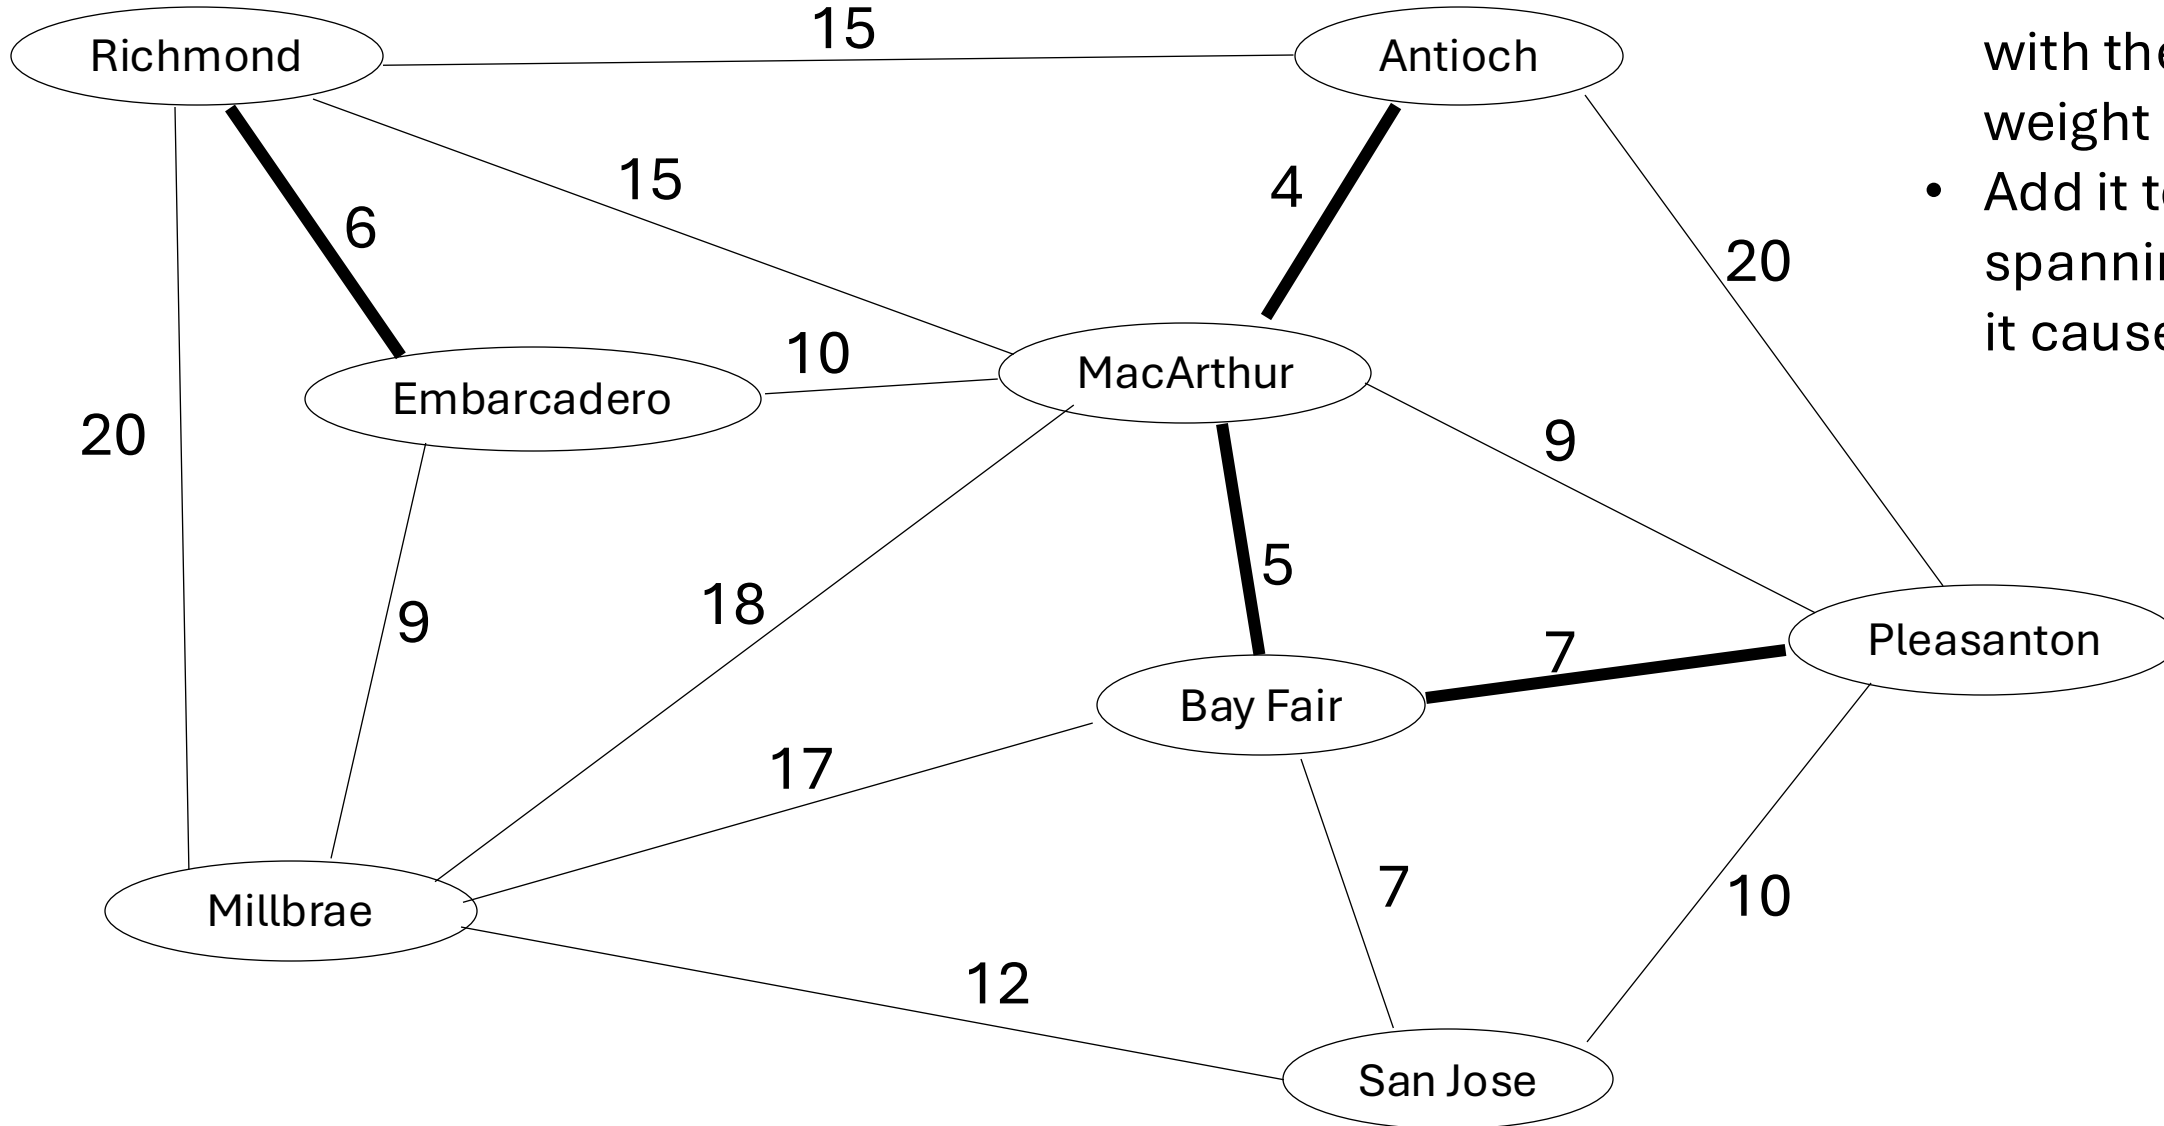 15
Richmond
Antioch
with the
weight
15
4
• Add it to
6
20
spannin
10
it cause
MacArthur
Embarcadero
20
9
5
18
9
7
Pleasanton
Bay Fair
17
7
10
Millbrae
12
San Jose